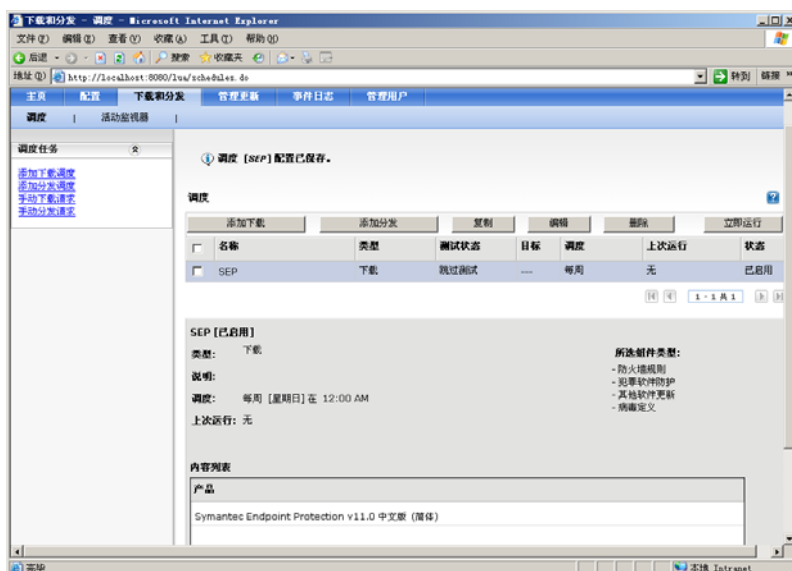 下载和分发 - 调度 - Microsoft Internet Explorer
文件(F) 编辑(E) 查看(V) 收藏(A) 工具(T) 帮助(H)
后退 搜索 收藏夹
地址(D) http://localhost:8080/lua/schedules.do 转到 链接 »
主页 配置 下载和分发 管理更新 事件日志 管理用户
调度 | 活动监视器 |
调度任务
添加下载调度
添加分发调度
手动下载请求
手动分发请求
调度 [SEP] 配置已保存。
调度
添加下载 添加分发 复制 编辑 删除 立即运行
名称 类型 测试状态 目标 调度 上次运行 状态
SEP 下载 跳过测试 ---- 每周 无 已启用
1 - 1 共 1
SEP [已启用]
类型: 下载
说明:
调度: 每周 [星期日] 在 12:00 AM
上次运行: 无
所选组件类型:
- 防火墙规则
- 犯罪软件防护
- 其他软件更新
- 病毒定义
内容列表
产品
Symantec Endpoint Protection v11.0 中文版 (简体)
完毕 本地 Intranet